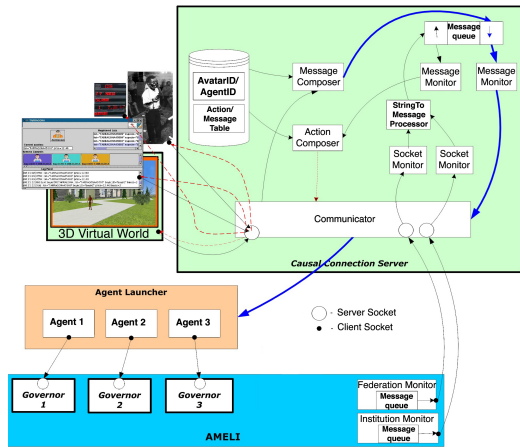 Message
queue
AvatarID/
AgentID
Action/
Message
Table
Message
Composer
Message
Monitor
Message
Monitor
Action
Composer
StringTo
Message
Processor
Socket
Monitor
Socket
Monitor
Communicator
3D Virtual World
Causal Connection Server
Agent Launcher
Agent 1
Agent 2
Agent 3
- Server Socket
- Client Socket
Governor
1
Governor
2
Governor
3
Federation Monitor
Message
queue
Institution Monitor
Message
queue
AMELI